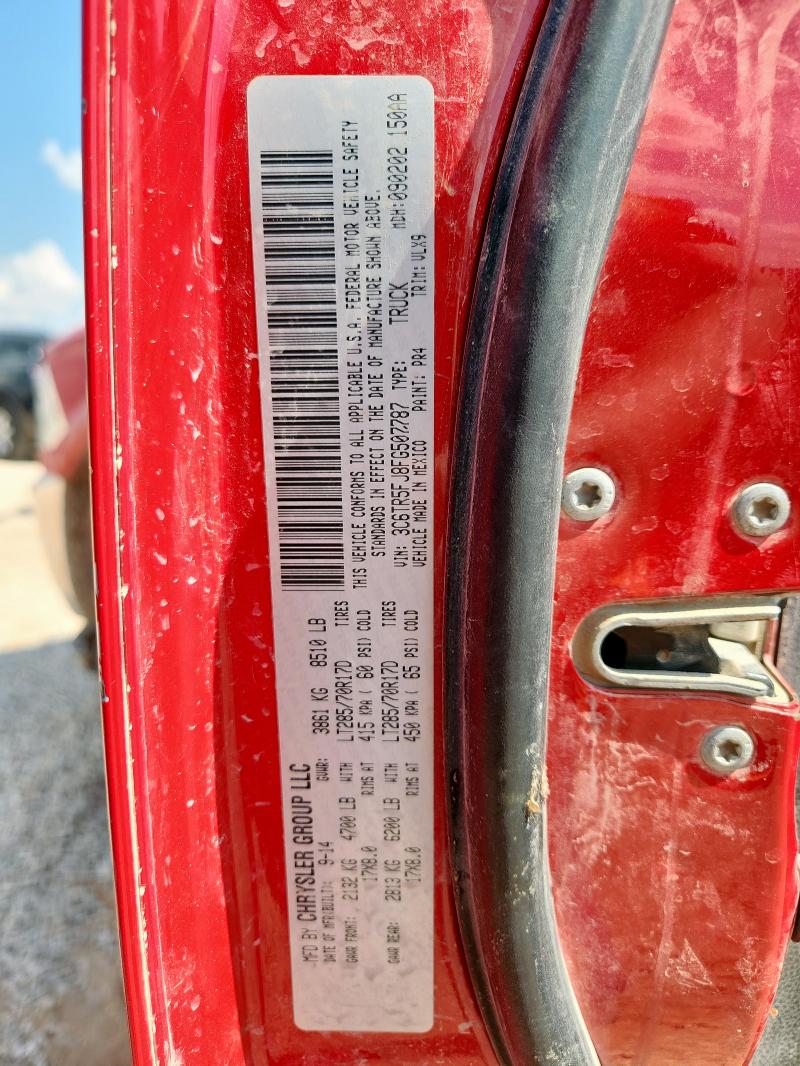 MFD BY CHRYSLER GROUP LLC
DATE OF MFR(BUILT): 9-14 GVWR: 3861 KG 8510 LB
GAWR FRONT: 2132 KG 4700 LB WITH LT285/70R17D TIRES
17X8.0 RIMS AT 415 KPA ( 60 PSI) COLD
GAWR REAR: 2813 KG 6200 LB WITH LT285/70R17D TIRES
17X8.0 RIMS AT 450 KPA ( 65 PSI) COLD
THIS VEHICLE CONFORMS TO ALL APPLICABLE U.S.A. FEDERAL MOTOR VEHICLE SAFETY
STANDARDS IN EFFECT ON THE DATE OF MANUFACTURE SHOWN ABOVE.
VIN: 3C6TR5FJ8FG507787 TYPE: TRUCK MDH:090202 150AA
VEHICLE MADE IN MEXICO PAINT: PR4 TRIM: VLX9